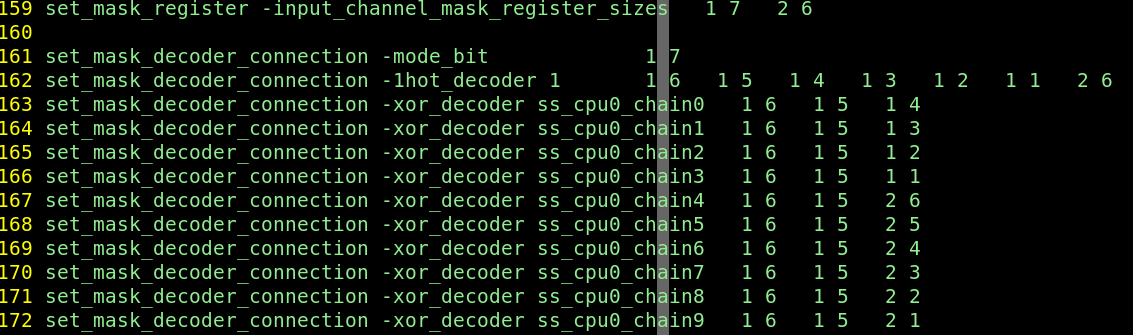 159 set_mask_register -input_channel_mask_register_sizes   1 7   2 6
160
161 set_mask_decoder_connection -mode_bit             1 7
162 set_mask_decoder_connection -1hot_decoder 1       1 6   1 5   1 4   1 3   1 2   1 1   2 6
163 set_mask_decoder_connection -xor_decoder ss_cpu0_chain0   1 6   1 5   1 4
164 set_mask_decoder_connection -xor_decoder ss_cpu0_chain1   1 6   1 5   1 3
165 set_mask_decoder_connection -xor_decoder ss_cpu0_chain2   1 6   1 5   1 2
166 set_mask_decoder_connection -xor_decoder ss_cpu0_chain3   1 6   1 5   1 1
167 set_mask_decoder_connection -xor_decoder ss_cpu0_chain4   1 6   1 5   2 6
168 set_mask_decoder_connection -xor_decoder ss_cpu0_chain5   1 6   1 5   2 5
169 set_mask_decoder_connection -xor_decoder ss_cpu0_chain6   1 6   1 5   2 4
170 set_mask_decoder_connection -xor_decoder ss_cpu0_chain7   1 6   1 5   2 3
171 set_mask_decoder_connection -xor_decoder ss_cpu0_chain8   1 6   1 5   2 2
172 set_mask_decoder_connection -xor_decoder ss_cpu0_chain9   1 6   1 5   2 1